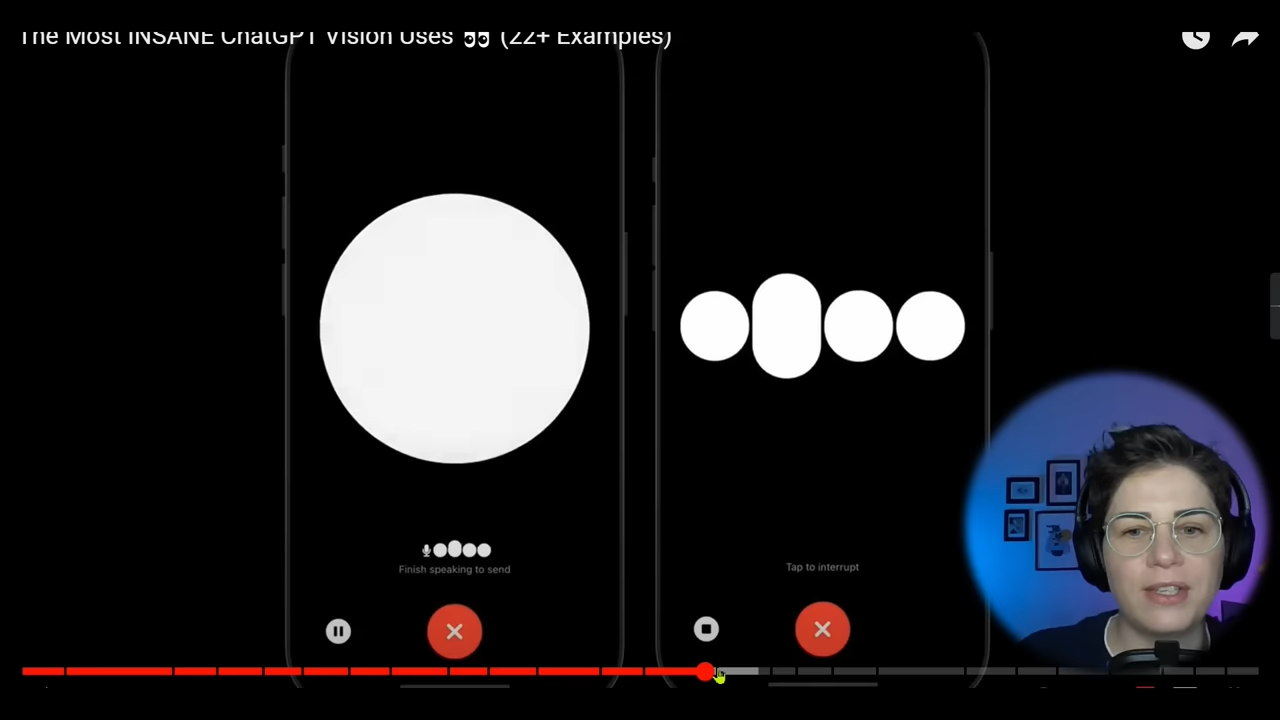 The Most INSANE ChatGPT Vision Uses 👀 (22+ Examples)
Finish speaking to send
Tap to interrupt